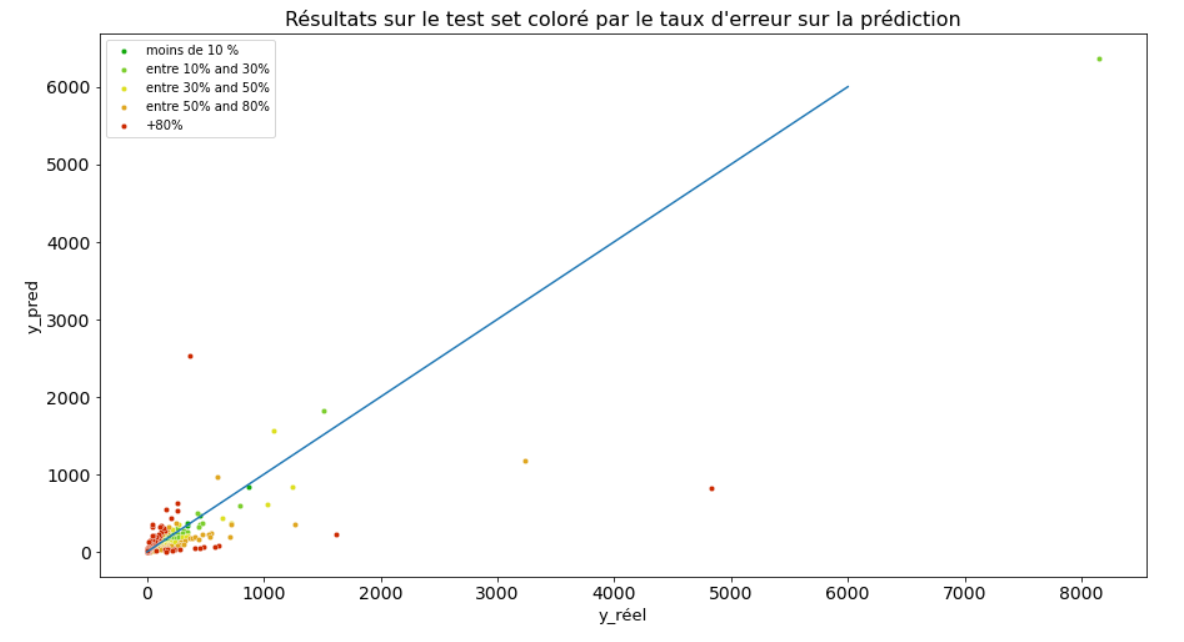 Résultats sur le test set coloré par le taux d'erreur sur la prédiction
moins de 10 %
entre 10% and 30%
entre 30% and 50%
entre 50% and 80%
+80%
6000
5000
4000
3000
2000
1000
0
y_pred
0 1000 2000 3000 4000 5000 6000 7000 8000
y_réel